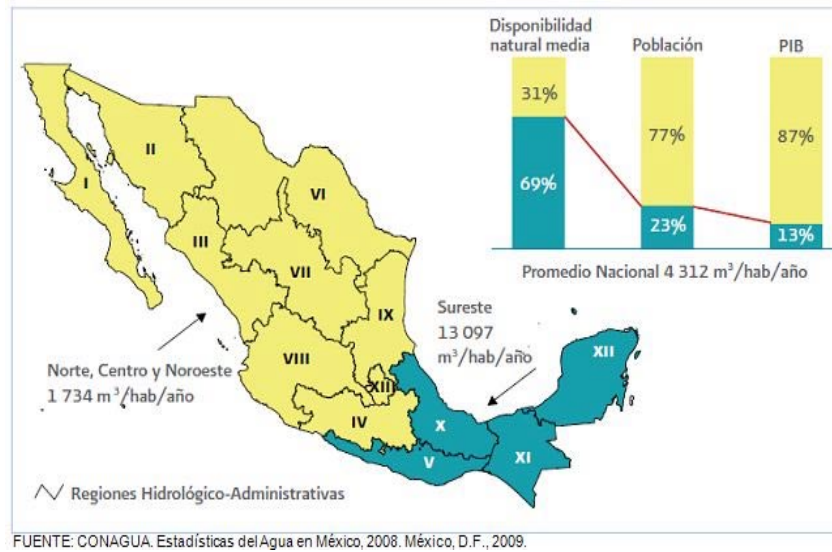 Disponibilidad
natural media
Población
PIB
31%
77%
87%
69%
23%
13%
Promedio Nacional 4 312 m³/hab/año
I
II
III
VI
VII
IX
VIII
XIII
IV
X
V
XI
XII
Sureste
13 097
m³/hab/año
Norte, Centro y Noroeste
1 734 m³/hab/año
Regiones Hidrológico-Administrativas
FUENTE: CONAGUA. Estadísticas del Agua en México, 2008. México, D.F., 2009.